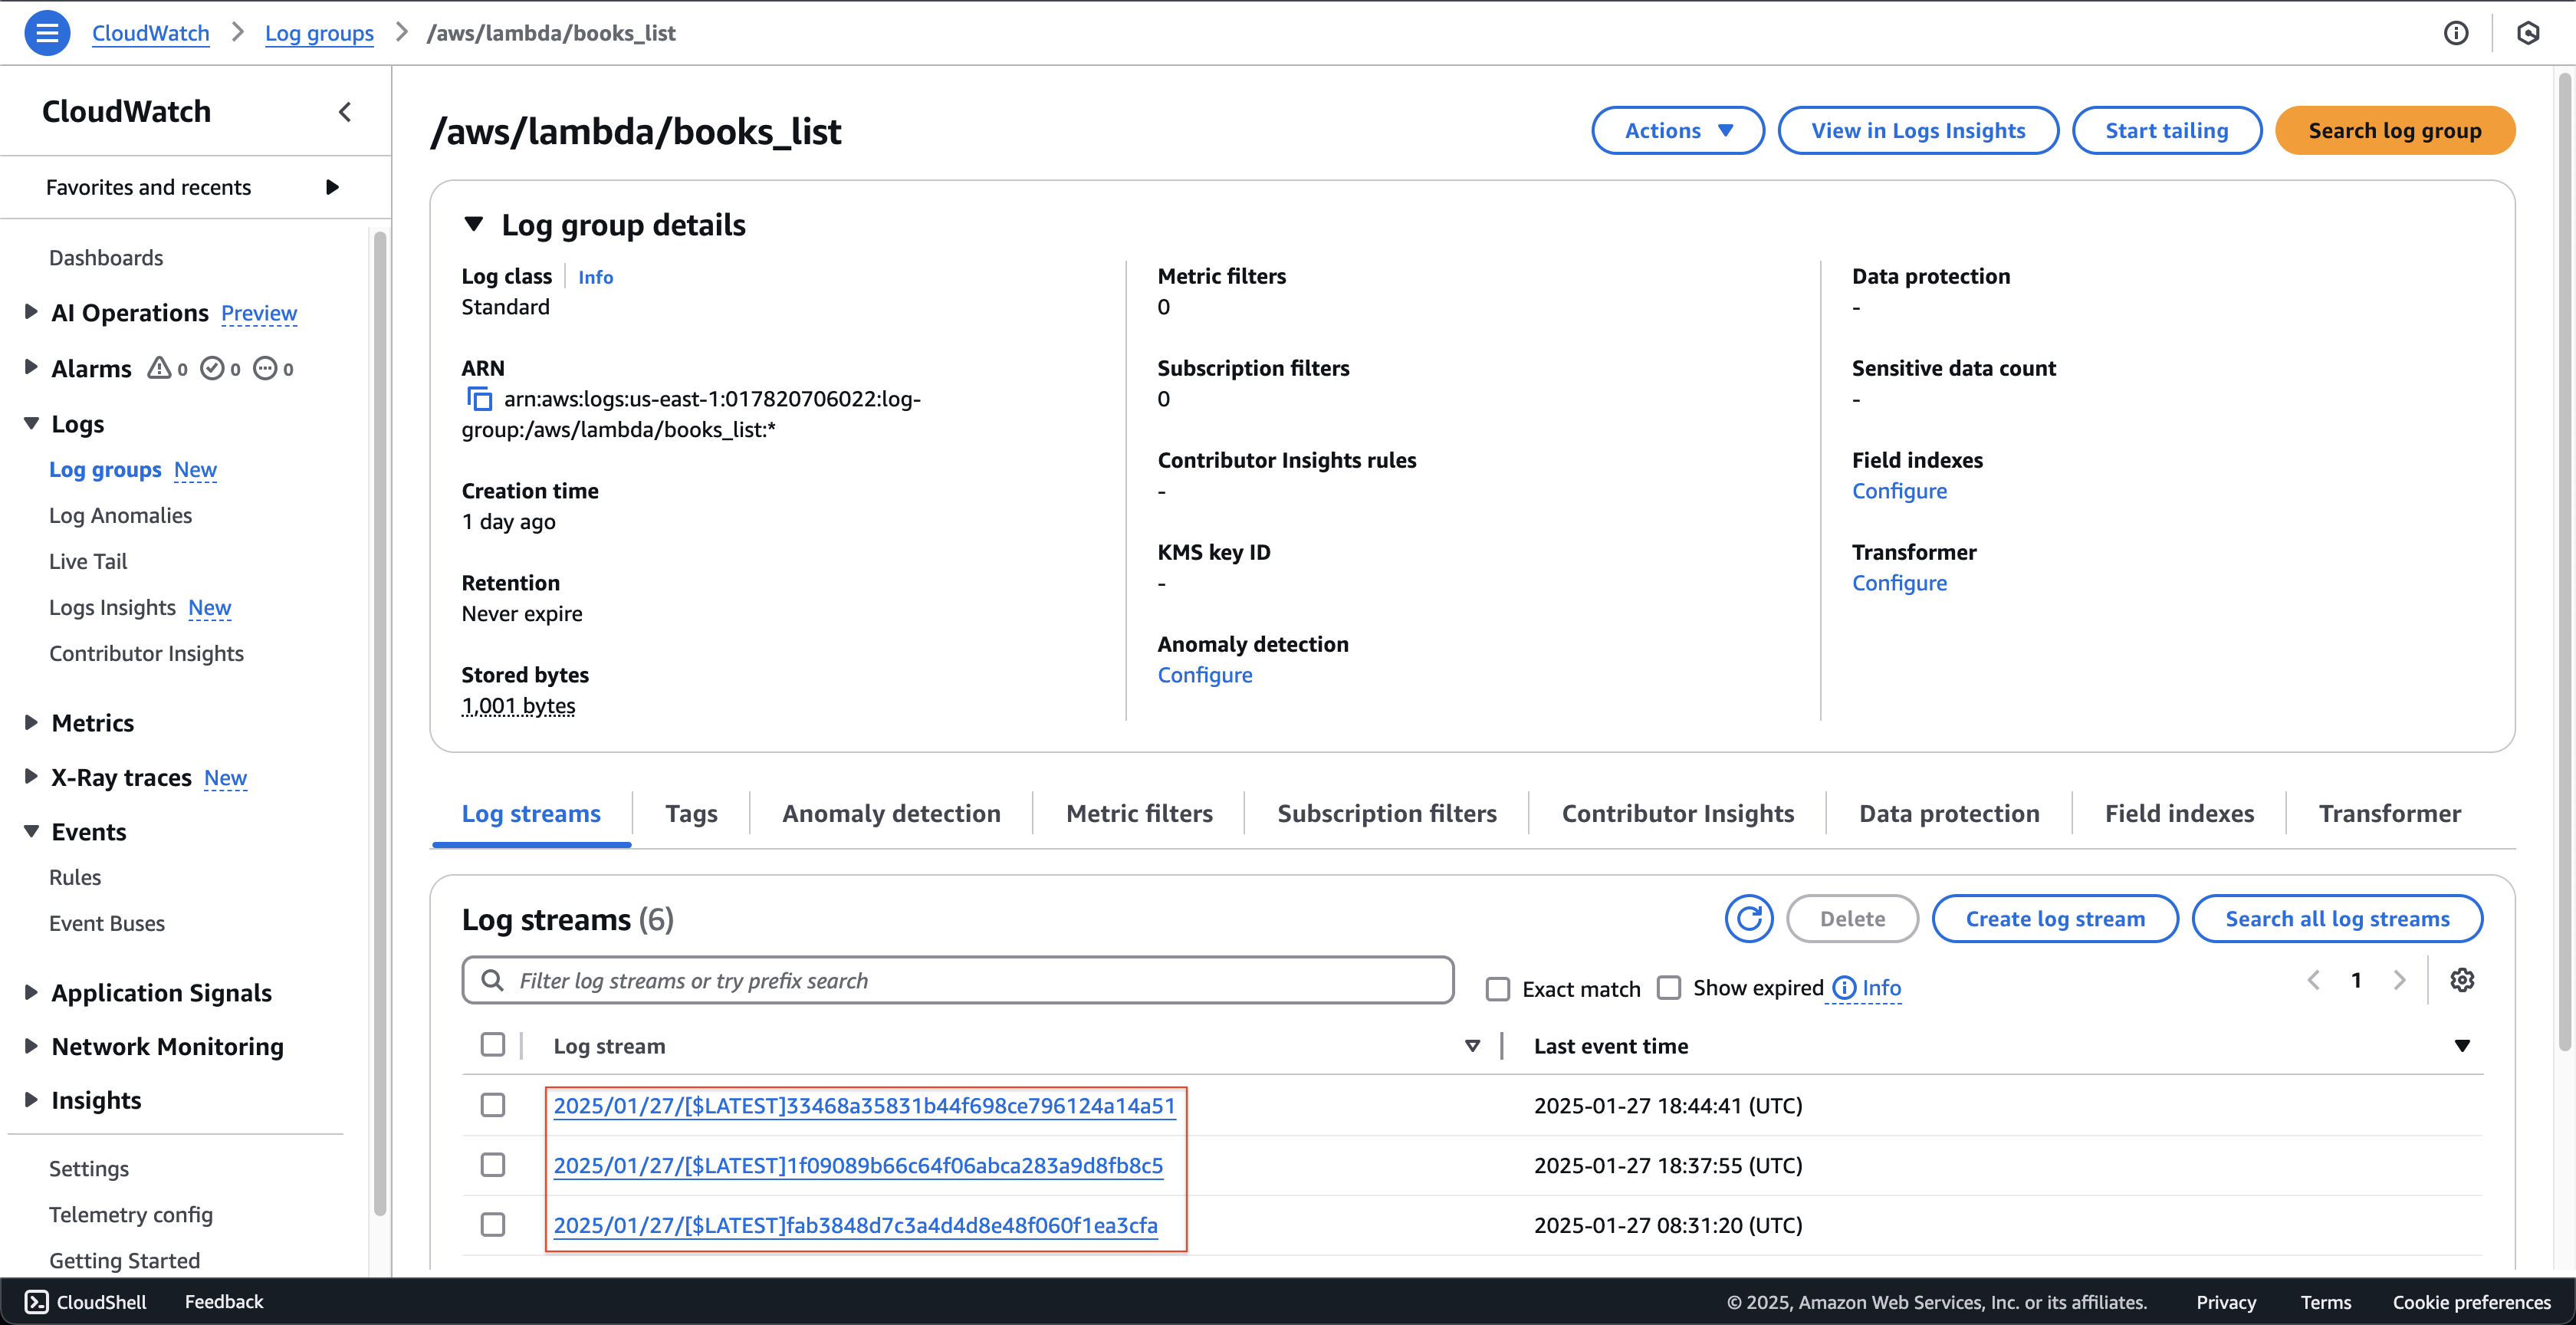 CloudWatch > Log groups > /aws/lambda/books_list
CloudWatch
Favorites and recents
Dashboards
AI Operations Preview
Alarms 0 0 0
Logs
Log groups New
Log Anomalies
Live Tail
Logs Insights New
Contributor Insights
Metrics
X-Ray traces New
Events
Rules
Event Buses
Application Signals
Network Monitoring
Insights
Settings
Telemetry config
Getting Started
/aws/lambda/books_list
Actions View in Logs Insights Start tailing Search log group
Log group details
Log class Info
Standard
ARN
arn:aws:logs:us-east-1:017820706022:log-
group:/aws/lambda/books_list:*
Creation time
1 day ago
Retention
Never expire
Stored bytes
1,001 bytes
Metric filters
0
Subscription filters
0
Contributor Insights rules
-
KMS key ID
-
Anomaly detection
Configure
Data protection
-
Sensitive data count
-
Field indexes
Configure
Transformer
Configure
Log streams Tags Anomaly detection Metric filters Subscription filters Contributor Insights Data protection Field indexes Transformer
Log streams (6)
Delete Create log stream Search all log streams
Filter log streams or try prefix search Exact match Show expired Info 1
Log stream Last event time
2025/01/27/[$LATEST]33468a35831b44f698ce796124a14a51 2025-01-27 18:44:41 (UTC)
2025/01/27/[$LATEST]1f09089b66c64f06abca283a9d8fb8c5 2025-01-27 18:37:55 (UTC)
2025/01/27/[$LATEST]fab3848d7c3a4d4d8e48f060f1ea3cfa 2025-01-27 08:31:20 (UTC)
CloudShell Feedback © 2025, Amazon Web Services, Inc. or its affiliates. Privacy Terms Cookie preferences